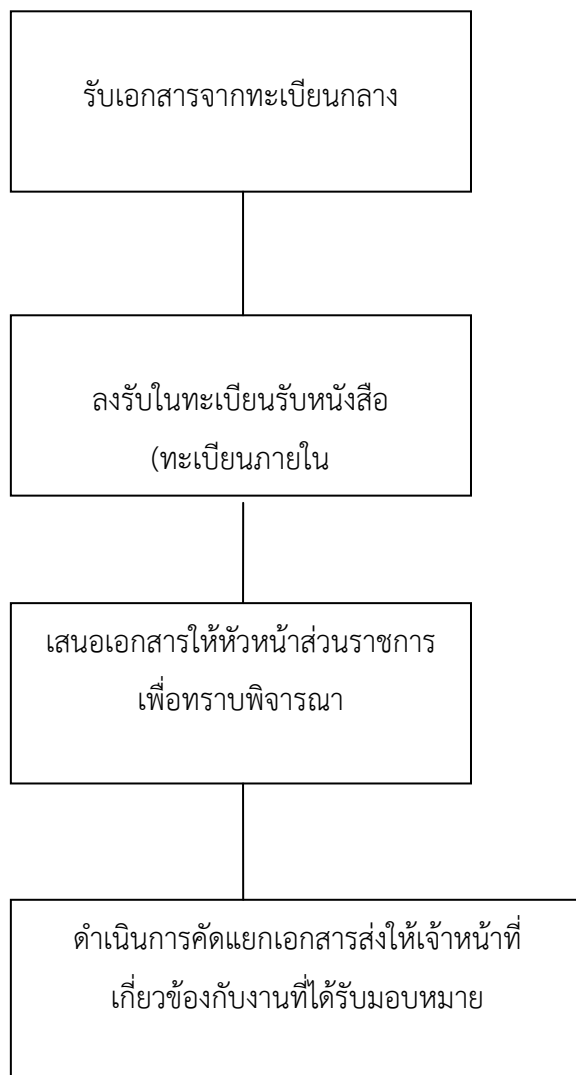 รับเอกสารจากทะเบียนกลาง
ลงรับในทะเบียนรับหนังสือ
(ทะเบียนภายใน
เสนอเอกสารให้หัวหน้าส่วนราชการ
เพื่อทราบพิจารณา
ดำเนินการคัดแยกเอกสารส่งให้เจ้าหน้าที่
เกี่ยวข้องกับงานที่ได้รับมอบหมาย